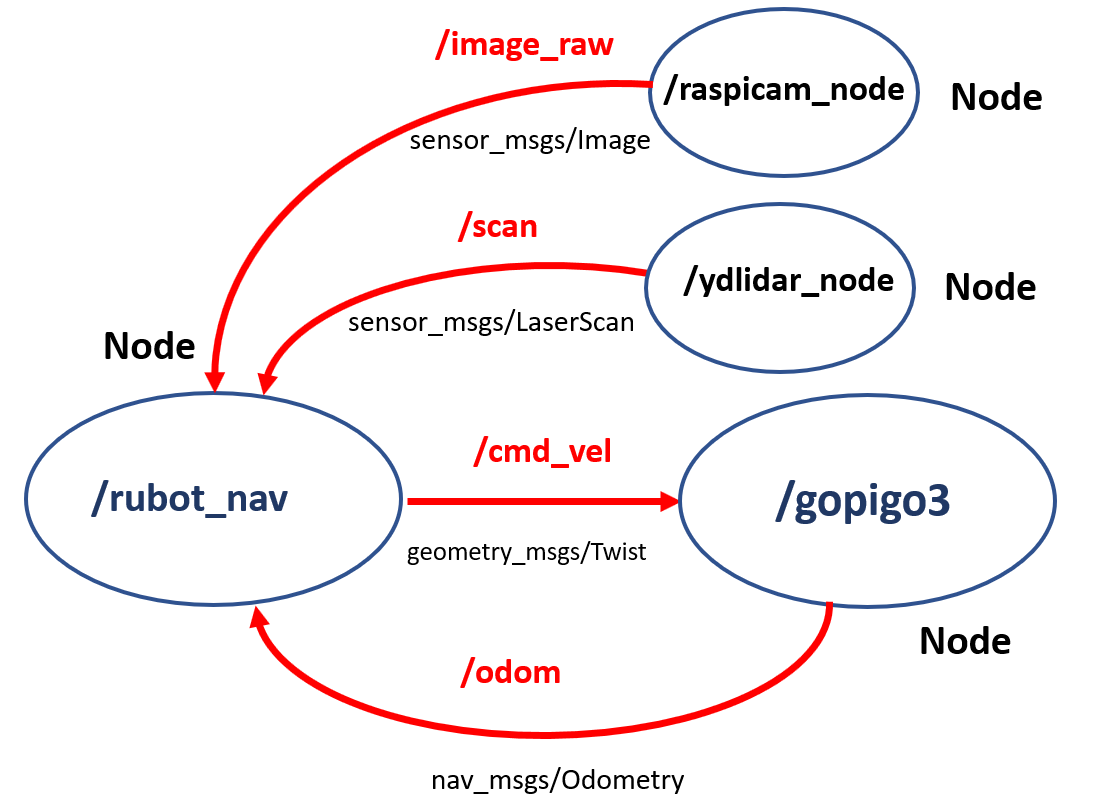 /image_raw
/raspicam_node
Node
sensor_msgs/Image
/scan
/ydlidar_node
Node
sensor_msgs/LaserScan
Node
/cmd_vel
/rubot_nav
/gopigo3
geometry_msgs/Twist
Node
/odom
nav_msgs/Odometry